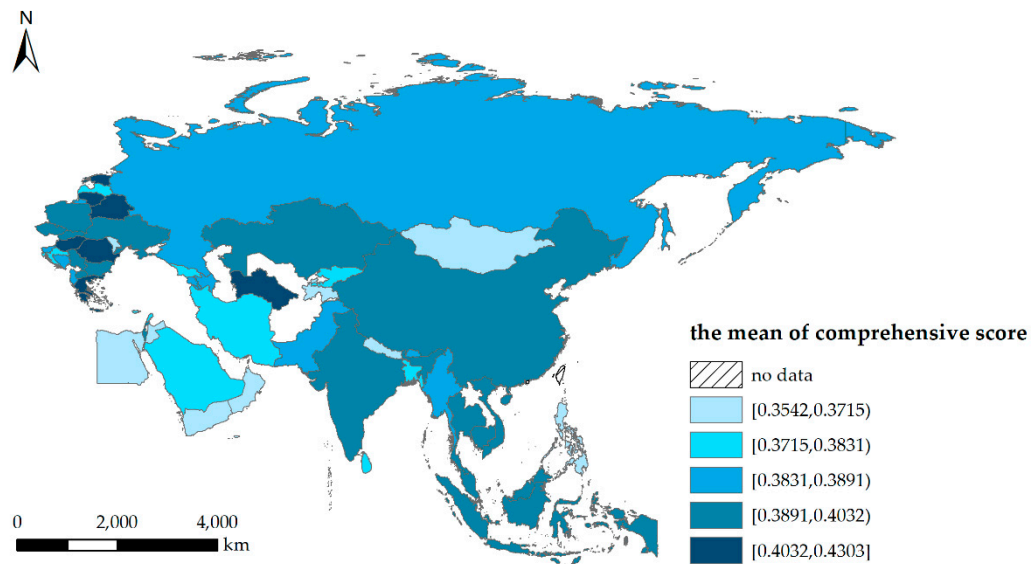 N
the mean of comprehensive score
no data
[0.3542,0.3715)
[0.3715,0.3831)
[0.3831,0.3891)
[0.3891,0.4032)
[0.4032,0.4303]
0 2,000 4,000
km